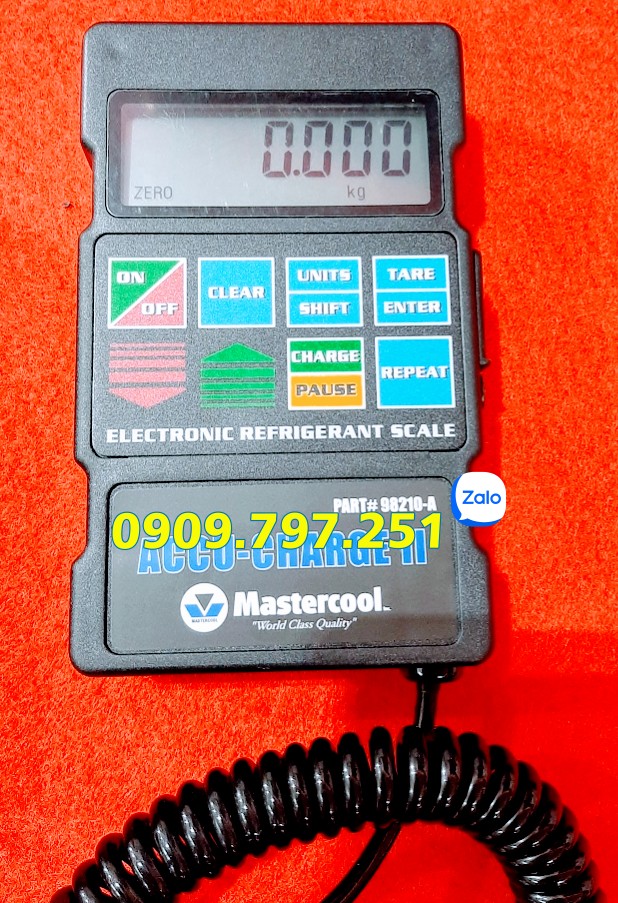 0.000
ZERO kg
ON UNITS TARE
CLEAR
OFF SHIFT ENTER
CHARGE
REPEAT
PAUSE
ELECTRONIC REFRIGERANT SCALE
PART# 98210-A
Zalo
0909.797.251
ACCU-CHARGE II
Mastercool
MASTERCOOL
"World Class Quality"